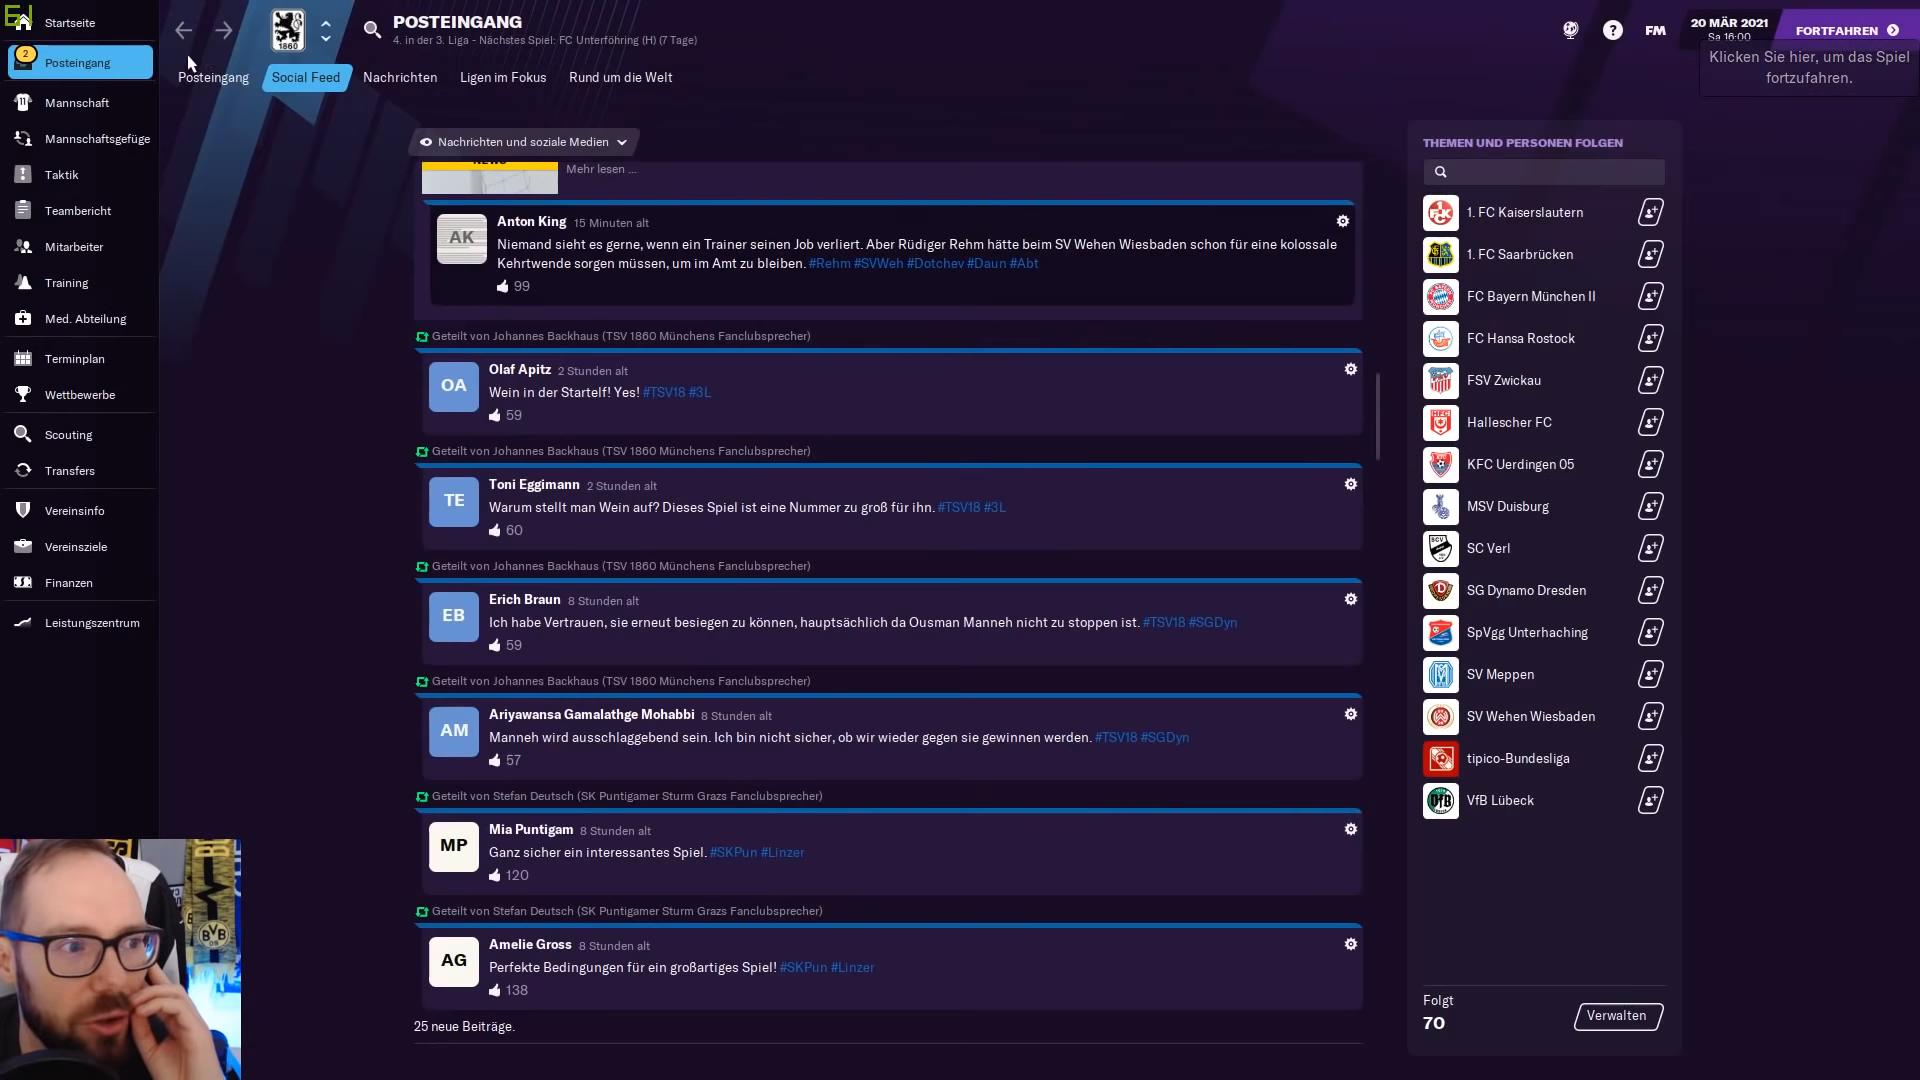 Startseite
2
Posteingang
Mannschaft
Mannschaftsgefüge
Taktik
Teambericht
Mitarbeiter
Training
Med. Abteilung
Terminplan
Wettbewerbe
Scouting
Transfers
Vereinsinfo
Vereinsziele
Finanzen
Leistungszentrum
1860
POSTEINGANG
4. in der 3. Liga - Nächstes Spiel: FC Unterföhring (H) (7 Tage)
FM
20 MÄR 2021
Sa 16:00
FORTFAHREN
Klicken Sie hier, um das Spiel
fortzufahren.
Posteingang
Social Feed
Nachrichten
Ligen im Fokus
Rund um die Welt
Nachrichten und soziale Medien
NEWS
Mehr lesen ...
AK
Anton King 15 Minuten alt
Niemand sieht es gerne, wenn ein Trainer seinen Job verliert. Aber Rüdiger Rehm hätte beim SV Wehen Wiesbaden schon für eine kolossale
Kehrtwende sorgen müssen, um im Amt zu bleiben. #Rehm #SVWeh #Dotchev #Daun #Abt
99
Geteilt von Johannes Backhaus (TSV 1860 Münchens Fanclubsprecher)
OA
Olaf Apitz 2 Stunden alt
Wein in der Startelf! Yes! #TSV18 #3L
59
Geteilt von Johannes Backhaus (TSV 1860 Münchens Fanclubsprecher)
TE
Toni Eggimann 2 Stunden alt
Warum stellt man Wein auf? Dieses Spiel ist eine Nummer zu groß für ihn. #TSV18 #3L
60
Geteilt von Johannes Backhaus (TSV 1860 Münchens Fanclubsprecher)
EB
Erich Braun 8 Stunden alt
Ich habe Vertrauen, sie erneut besiegen zu können, hauptsächlich da Ousman Manneh nicht zu stoppen ist. #TSV18 #SGDyn
59
Geteilt von Johannes Backhaus (TSV 1860 Münchens Fanclubsprecher)
AM
Ariyawansa Gamalathge Mohabbi 8 Stunden alt
Manneh wird ausschlaggebend sein. Ich bin nicht sicher, ob wir wieder gegen sie gewinnen werden. #TSV18 #SGDyn
57
Geteilt von Stefan Deutsch (SK Puntigamer Sturm Grazs Fanclubsprecher)
MP
Mia Puntigam 8 Stunden alt
Ganz sicher ein interessantes Spiel. #SKPun #Linzer
120
Geteilt von Stefan Deutsch (SK Puntigamer Sturm Grazs Fanclubsprecher)
AG
Amelie Gross 8 Stunden alt
Perfekte Bedingungen für ein großartiges Spiel! #SKPun #Linzer
138
25 neue Beiträge.
THEMEN UND PERSONEN FOLGEN
1. FC Kaiserslautern
1. FC Saarbrücken
FC Bayern München II
FC Hansa Rostock
FSV Zwickau
Hallescher FC
KFC Uerdingen 05
MSV Duisburg
SC Verl
SG Dynamo Dresden
SpVgg Unterhaching
SV Meppen
SV Wehen Wiesbaden
tipico-Bundesliga
VfB Lübeck
Folgt
70
Verwalten
BVB
09